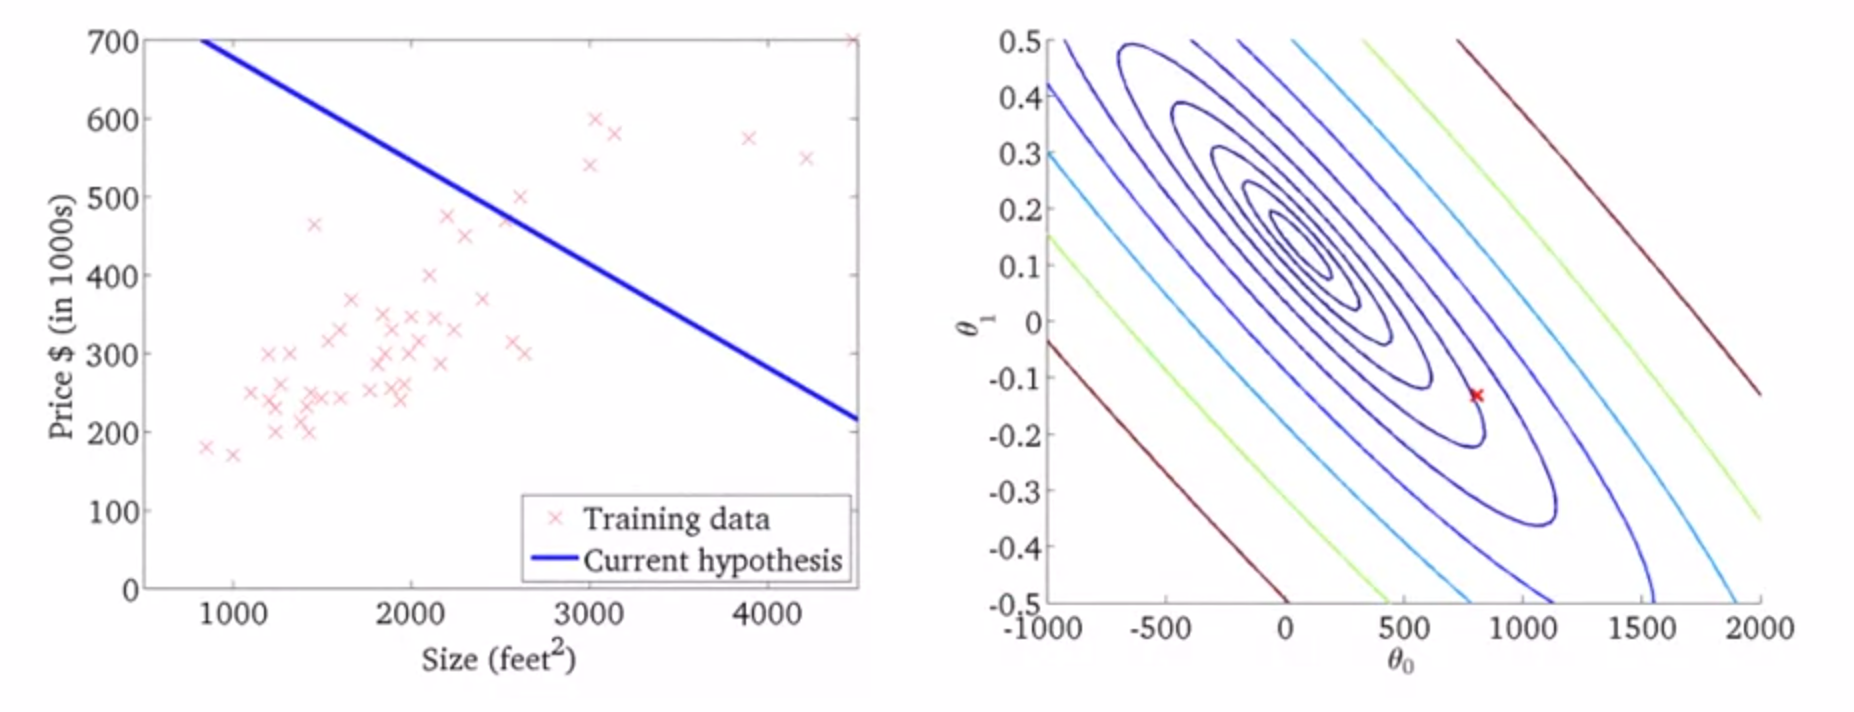 700
600
500
400
300
200
100
0
Price $ (in 1000s)
1000 2000 3000 4000
Size (feet²)
Training data
Current hypothesis
0.5
0.4
0.3
0.2
0.1
0
-0.1
-0.2
-0.3
-0.4
-0.5
θ₁
-1000 -500 0 500 1000 1500 2000
θ₀